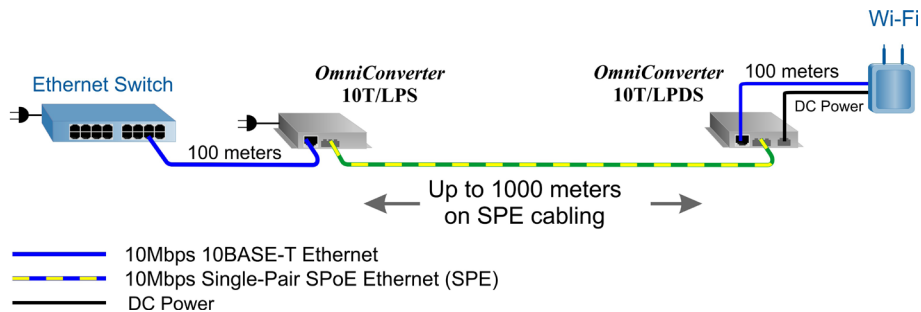 Wi-Fi
Ethernet Switch
OmniConverter
10T/LPS
OmniConverter
10T/LPDS
100 meters
DC Power
100 meters
Up to 1000 meters
on SPE cabling
10Mbps 10BASE-T Ethernet
10Mbps Single-Pair SPoE Ethernet (SPE)
DC Power